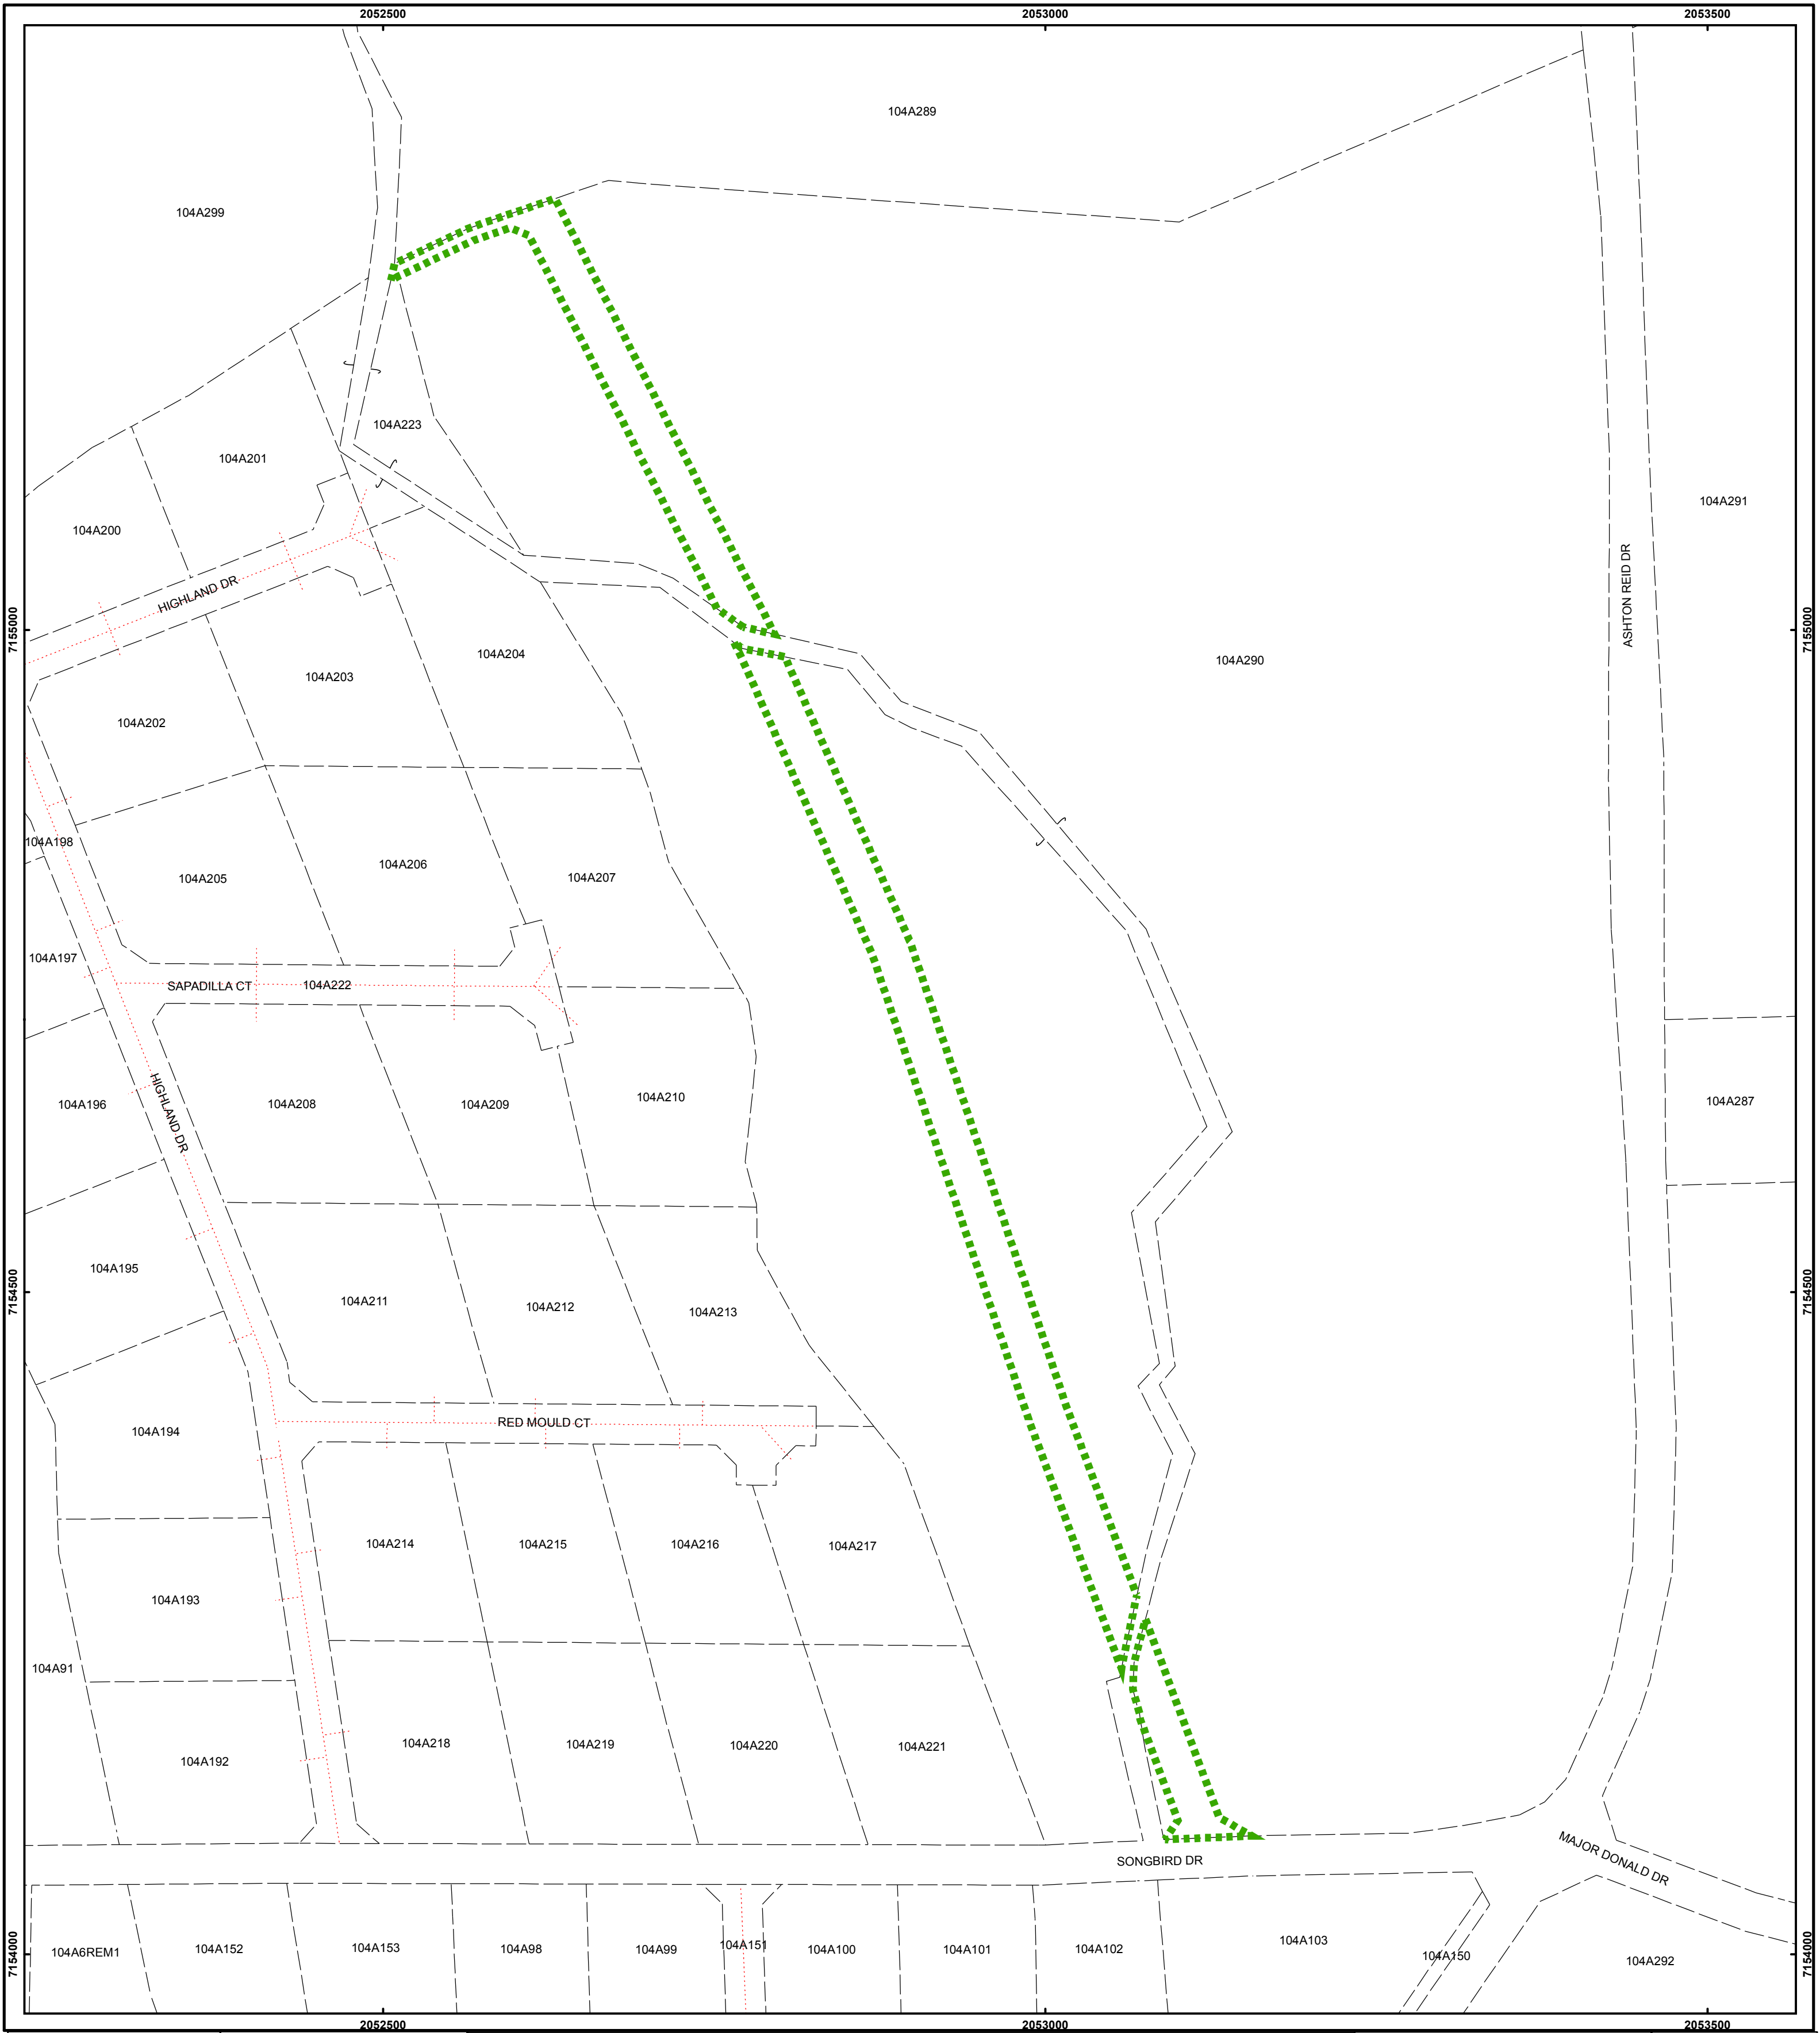 2052500
2053000
2053500
104A289
104A299
104A223
104A201
104A291
104A200
ASHTON REID DR
HIGHLAND DR
7155000
7155000
104A204
104A290
104A203
104A202
104A198
104A206
104A207
104A205
104A197
SAPADILLA CT
104A222
104A210
104A287
104A196
104A208
104A209
HIGHLAND DR
104A195
7154500
7154500
104A211
104A212
104A213
RED MOULD CT
104A194
104A214
104A215
104A216
104A217
104A193
104A91
104A218
104A219
104A220
104A221
104A192
SONGBIRD DR
MAJOR DONALD DR
104A103
104A6REM1
104A152
104A153
104A98
104A99
104A151
104A100
104A101
104A102
104A150
104A292
7154000
7154000
2052500
2053000
2053500